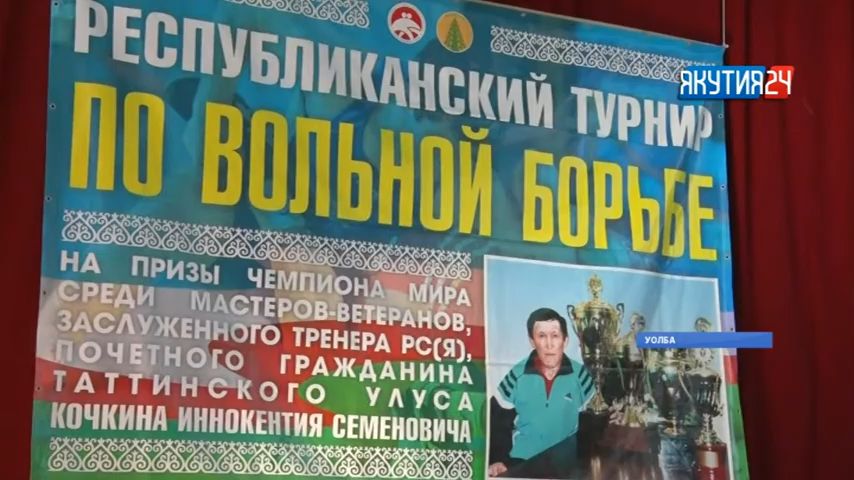 ЯКУТИЯ24
РЕСПУБЛИКАНСКИЙ ТУРНИР
ПО ВОЛЬНОЙ БОРЬБЕ
НА ПРИЗЫ ЧЕМПИОНА МИРА
СРЕДИ МАСТЕРОВ-ВЕТЕРАНОВ,
ЗАСЛУЖЕННОГО ТРЕНЕРА РС(Я),
ПОЧЕТНОГО ГРАЖДАНИНА
ТАТТИНСКОГО УЛУСА
КОЧКИНА ИННОКЕНТИЯ СЕМЕНОВИЧА
УОЛБА